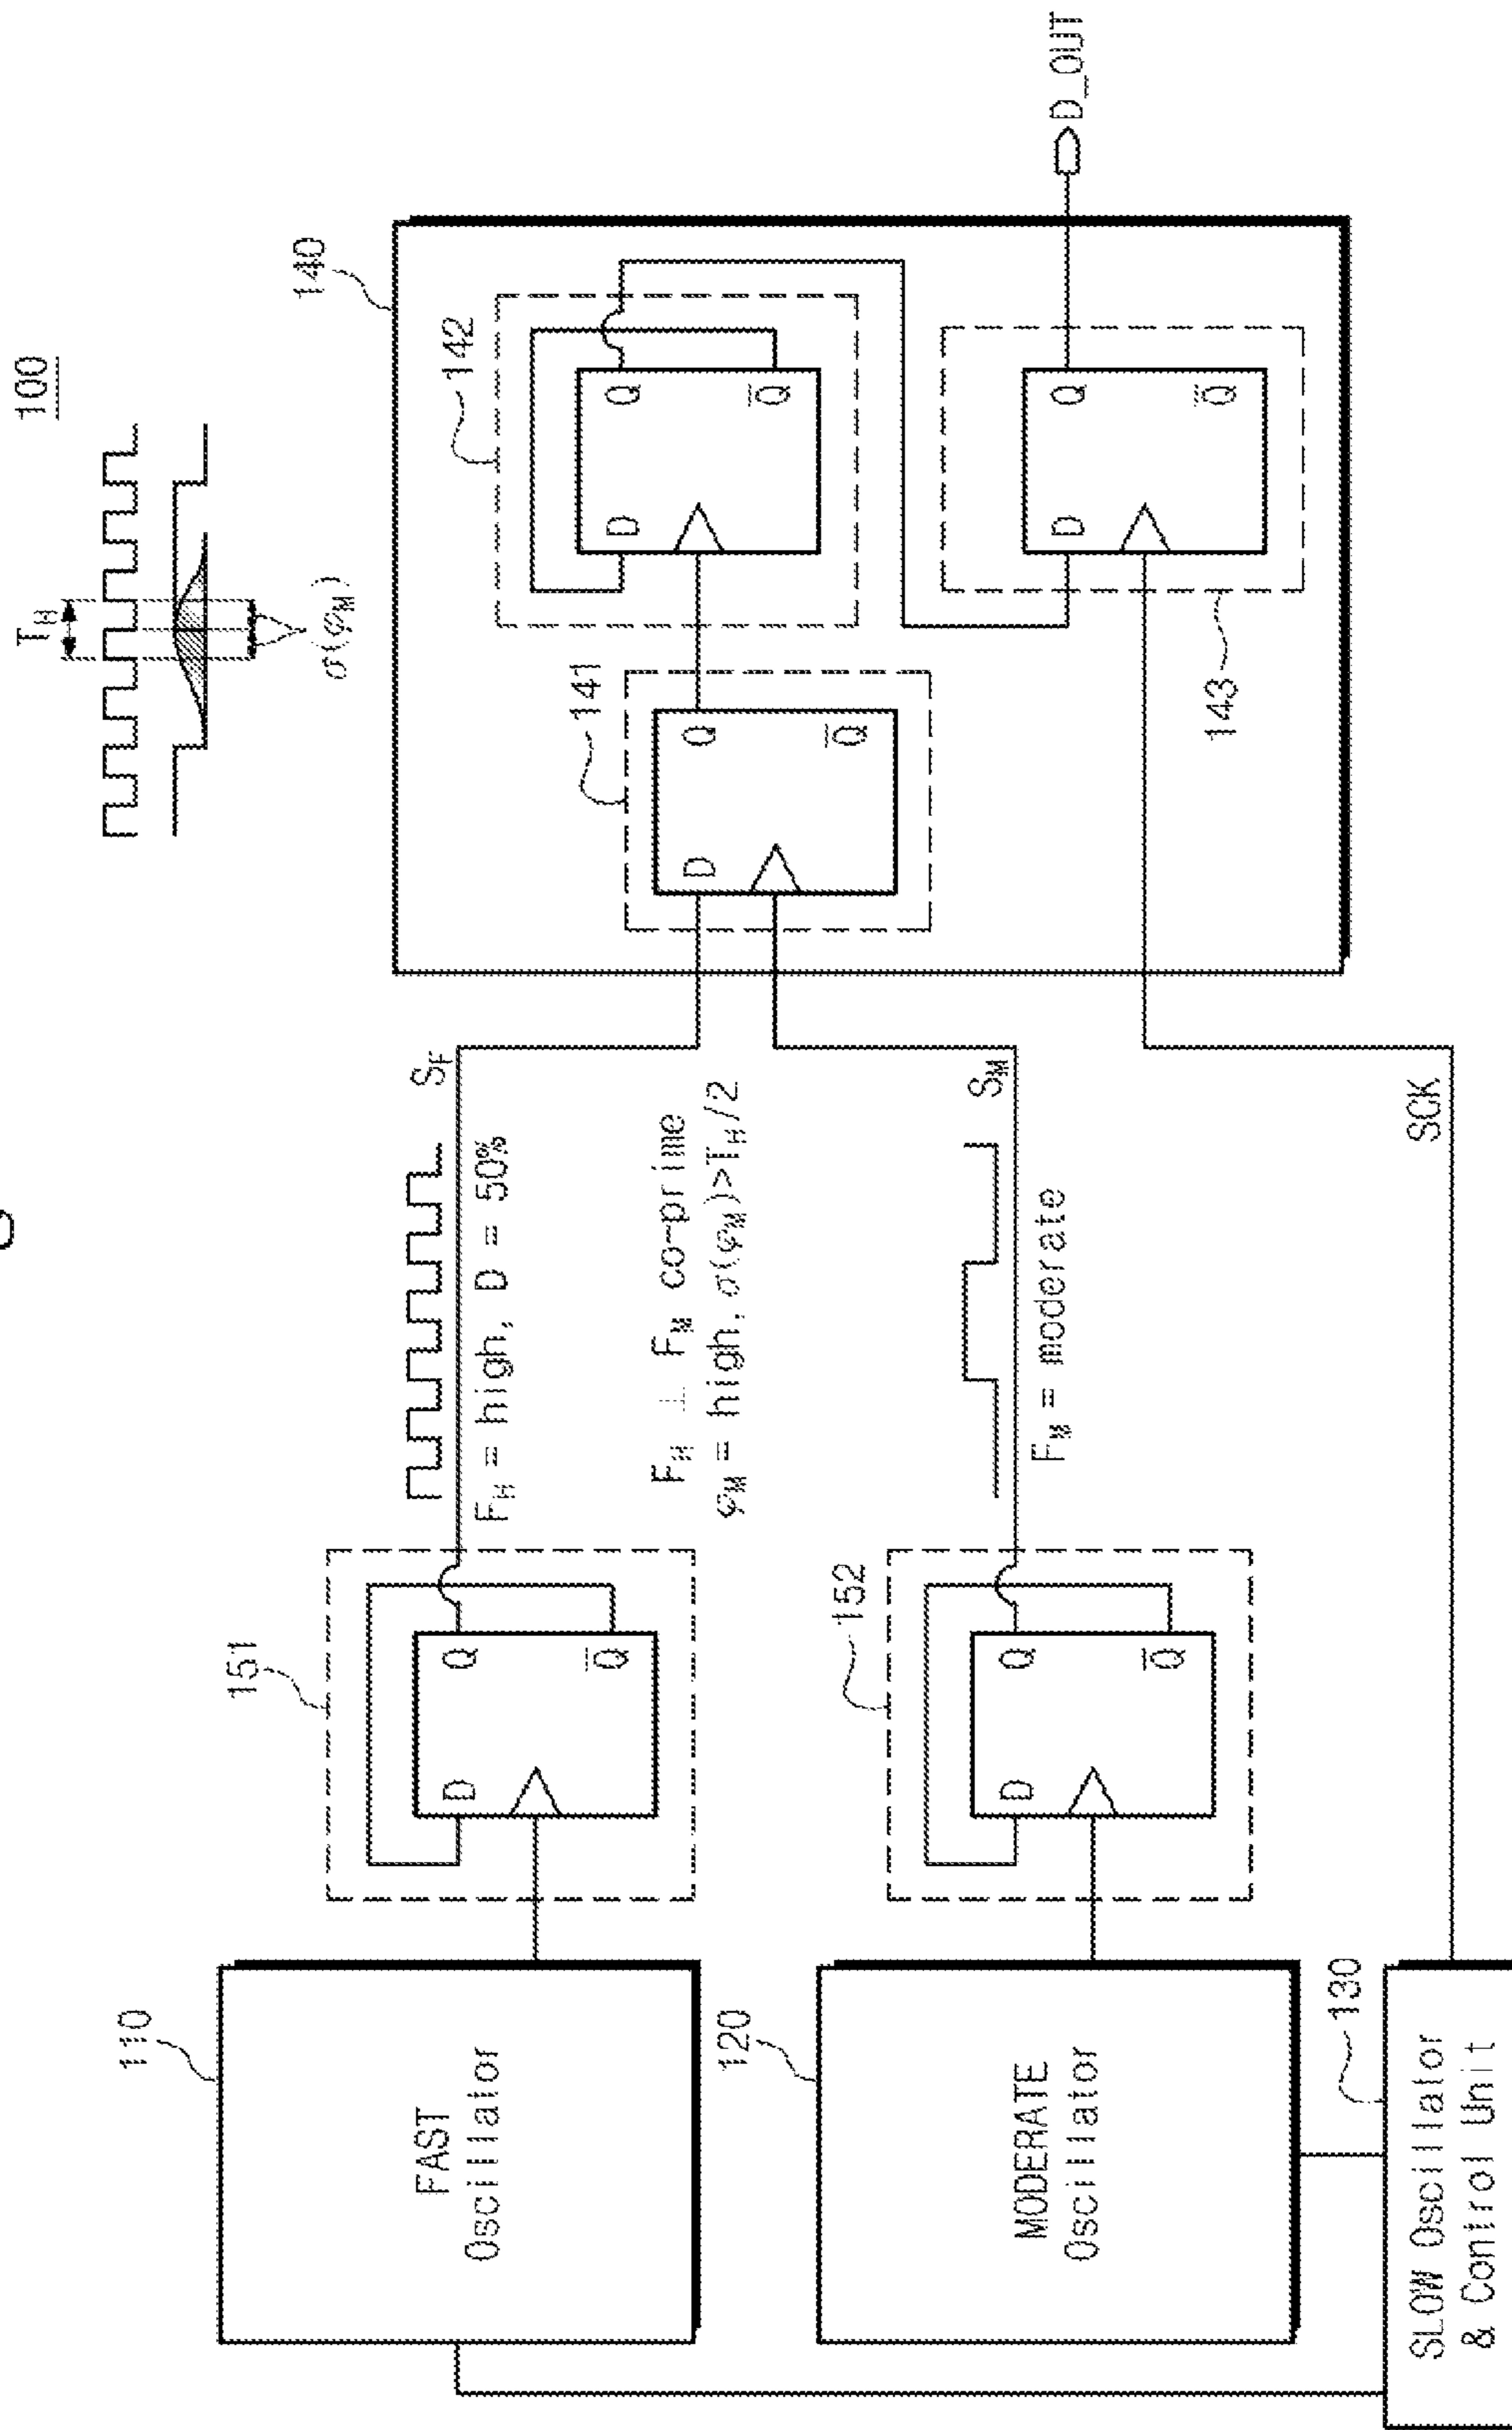 100
T_H
σ(φ_M)
110
FAST
Oscillator
151
D
Q
Q̅
S_F
F_H = high, D = 50%
F_H ⊥ F_M co-prime
φ_M = high, σ(φ_M)>T_H/2
120
MODERATE
Oscillator
152
D
Q
Q̅
S_M
F_M = moderate
130
SLOW Oscillator
& Control Unit
SCK
140
141
D
Q
Q̅
142
D
Q
Q̅
143
D
Q
Q̅
D_OUT